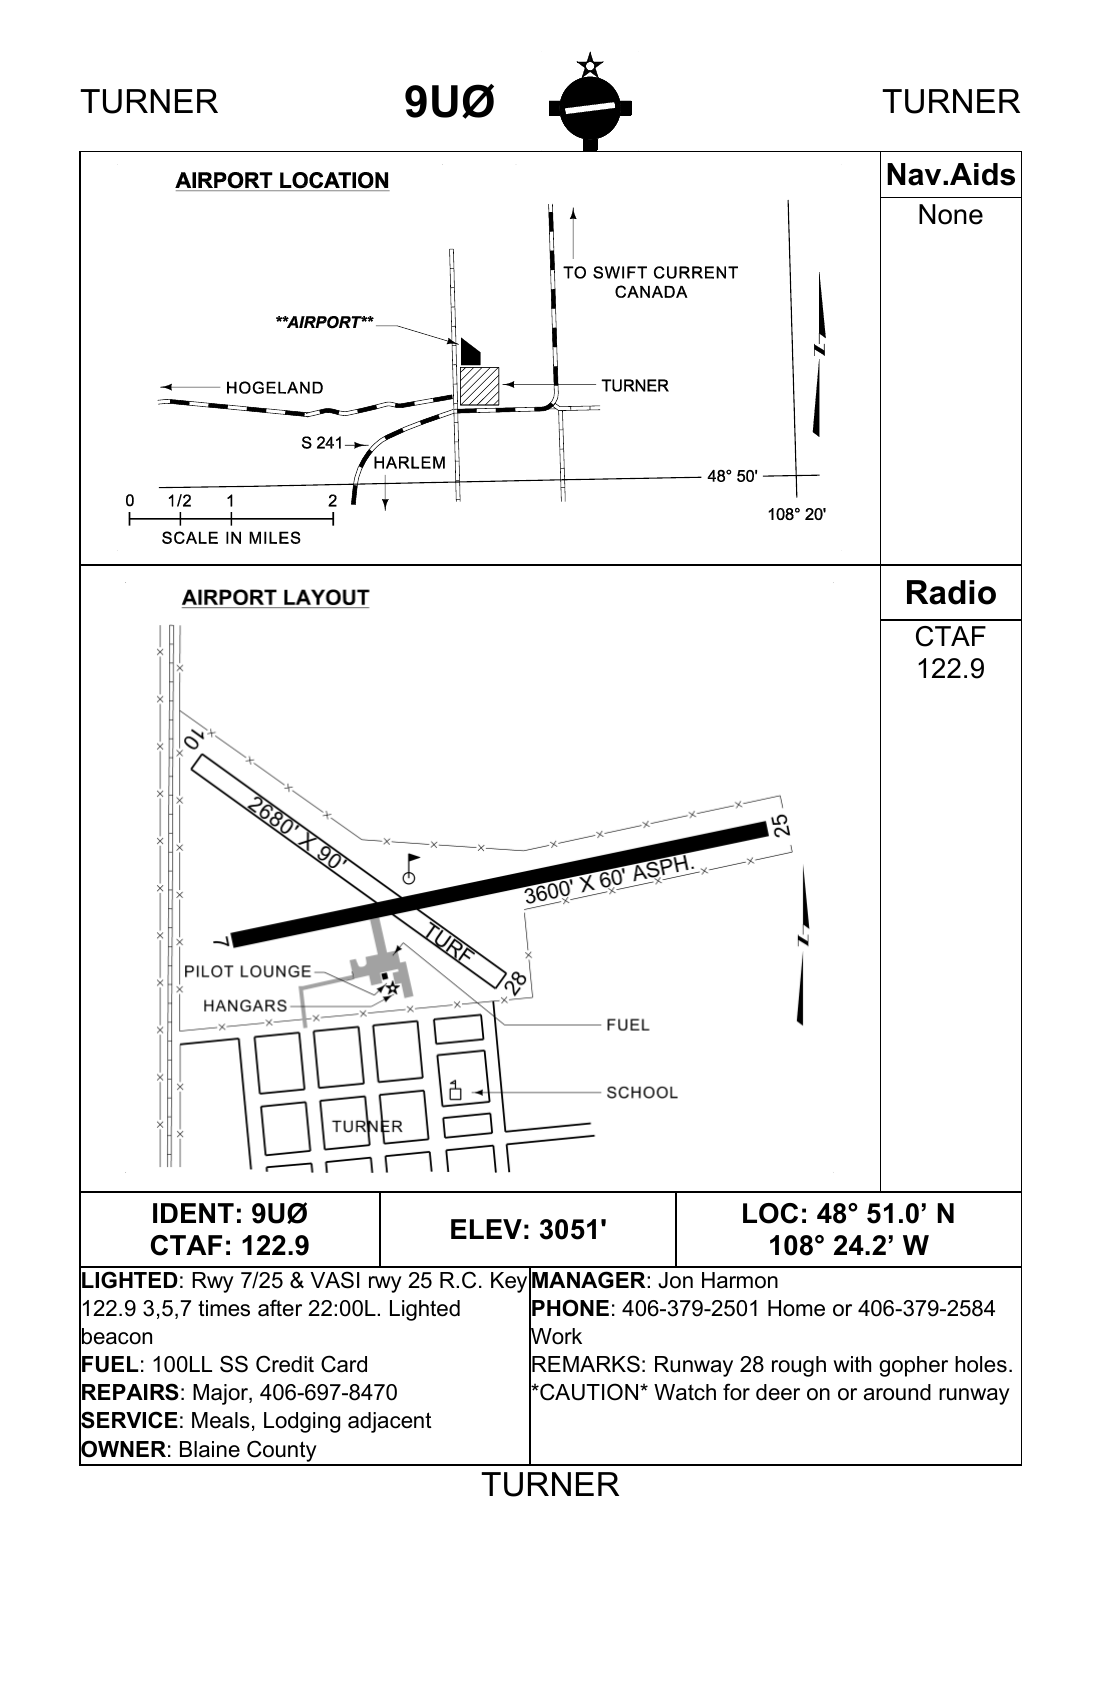 TURNER
9UØ
TURNER
AIRPORT LOCATION
TO SWIFT CURRENT
CANADA
**AIRPORT**
HOGELAND
TURNER
S 241
HARLEM
48° 50'
0 1/2 1 2
SCALE IN MILES
108° 20'
N
Nav.Aids
None
AIRPORT LAYOUT
10
2680' X 90'
25
3600' X 60' ASPH.
7
TURF
28
PILOT LOUNGE
HANGARS
FUEL
SCHOOL
TURNER
N
Radio
CTAF
122.9
IDENT: 9UØ
CTAF: 122.9
ELEV: 3051'
LOC: 48° 51.0’ N
108° 24.2’ W
LIGHTED: Rwy 7/25 & VASI rwy 25 R.C. Key
122.9 3,5,7 times after 22:00L. Lighted
beacon
FUEL: 100LL SS Credit Card
REPAIRS: Major, 406-697-8470
SERVICE: Meals, Lodging adjacent
OWNER: Blaine County
MANAGER: Jon Harmon
PHONE: 406-379-2501 Home or 406-379-2584
Work
REMARKS: Runway 28 rough with gopher holes.
*CAUTION* Watch for deer on or around runway
TURNER